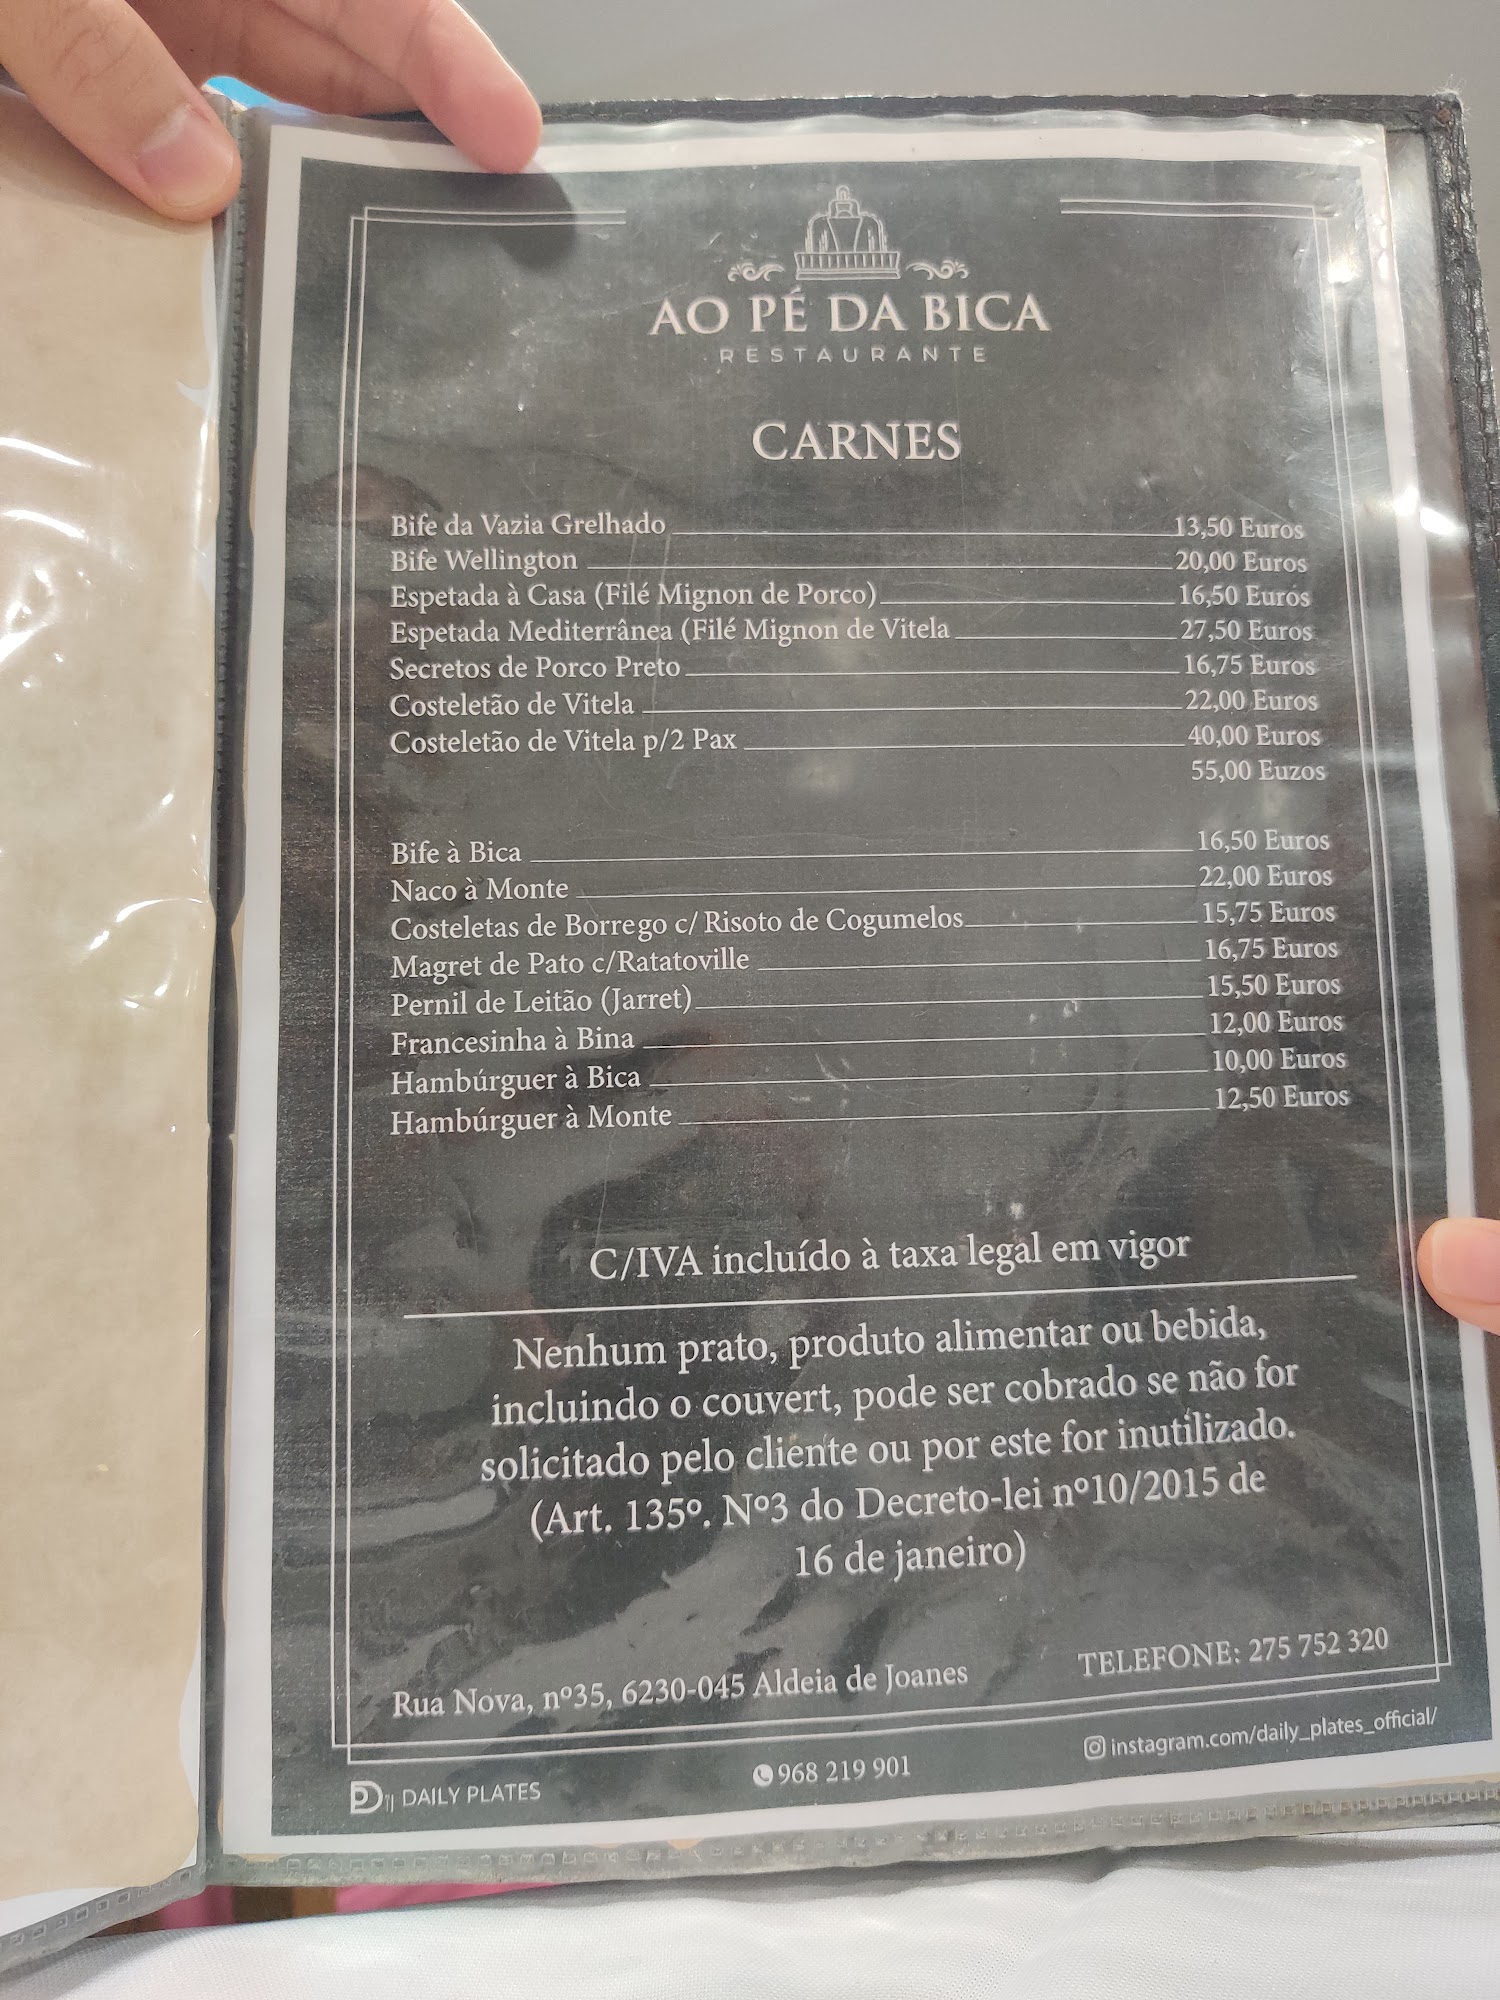 AO PÉ DA BICA
RESTAURANTE
CARNES
Bife da Vazia Grelhado 13,50 Euros
Bife Wellington 20,00 Euros
Espetada à Casa (Filé Mignon de Porco) 16,50 Euros
Espetada Mediterrânea (Filé Mignon de Vitela 27,50 Euros
Secretos de Porco Preto 16,75 Euros
Costeletão de Vitela 22,00 Euros
Costeletão de Vitela p/2 Pax 40,00 Euros
55,00 Euzos
Bife à Bica 16,50 Euros
Naco à Monte 22,00 Euros
Costeletas de Borrego c/ Risoto de Cogumelos 15,75 Euros
Magret de Pato c/Ratatoville 16,75 Euros
Pernil de Leitão (Jarret) 15,50 Euros
Francesinha à Bina 12,00 Euros
Hambúrguer à Bica 10,00 Euros
Hambúrguer à Monte 12,50 Euros
C/IVA incluído à taxa legal em vigor
Nenhum prato, produto alimentar ou bebida,
incluindo o couvert, pode ser cobrado se não for
solicitado pelo cliente ou por este for inutilizado.
(Art. 135º. Nº3 do Decreto-lei nº10/2015 de
16 de janeiro)
Rua Nova, nº35, 6230-045 Aldeia de Joanes TELEFONE: 275 752 320
DAILY PLATES 968 219 901 instagram.com/daily_plates_official/